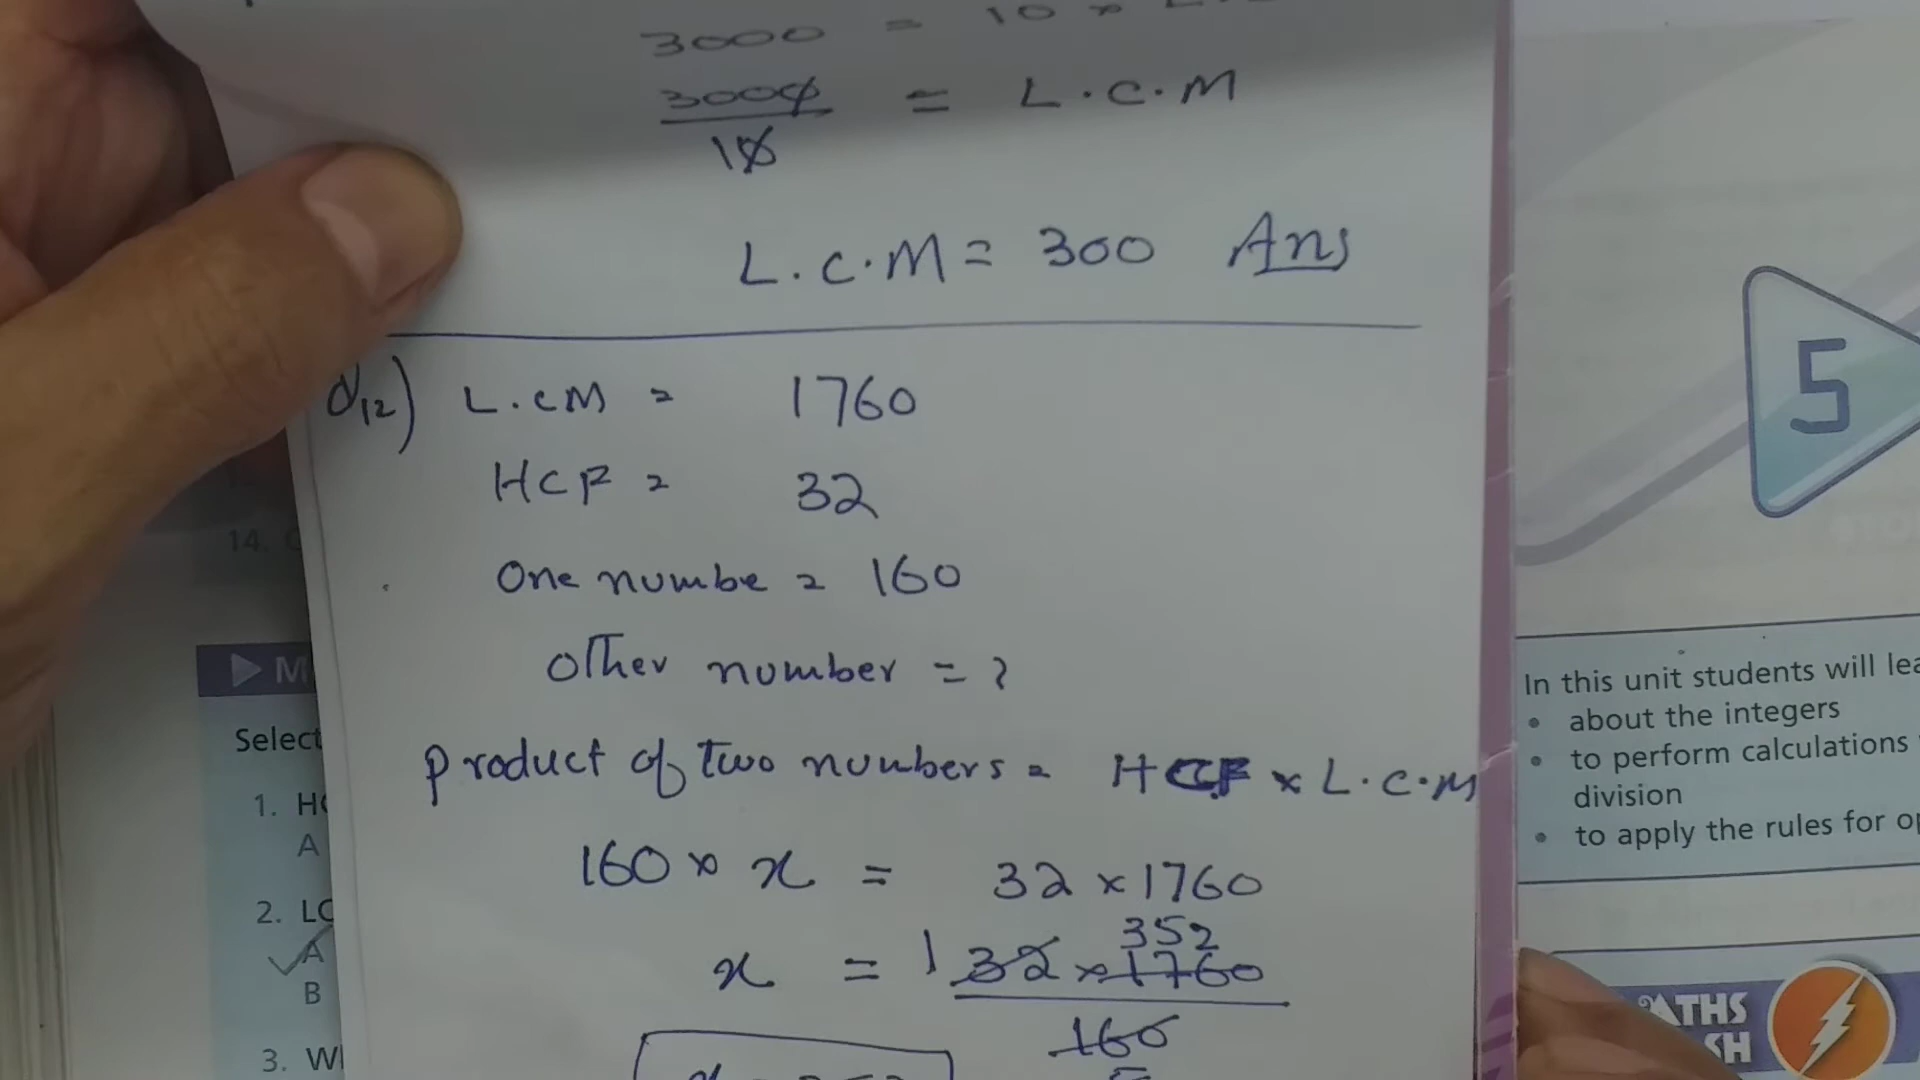 3000 = 10 ×
3000 = L.C.M
10
L.C.M = 300 Ans
Q12) L.CM = 1760
HCF = 32
One numbe = 160
other number = ?
product of two numbers = HCF × L.C.M
160 × x = 32 × 1760
352
x = 1 32 × 1760
160
14.
Select
1. H
A
2. LC
A
B
3. W
5
In this unit students will
• about the integers
• to perform calculations
division
• to apply the rules for